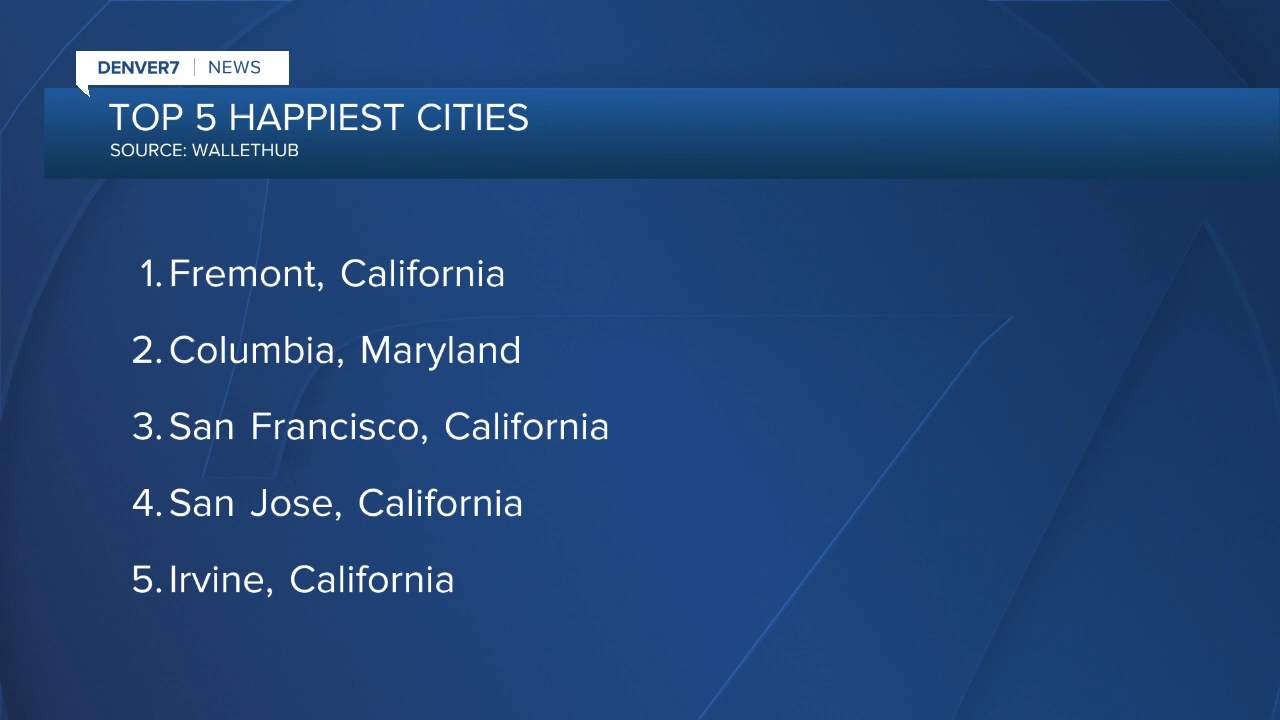 DENVER7 | NEWS
TOP 5 HAPPIEST CITIES
SOURCE: WALLETHUB
1. Fremont, California
2. Columbia, Maryland
3. San Francisco, California
4. San Jose, California
5. Irvine, California